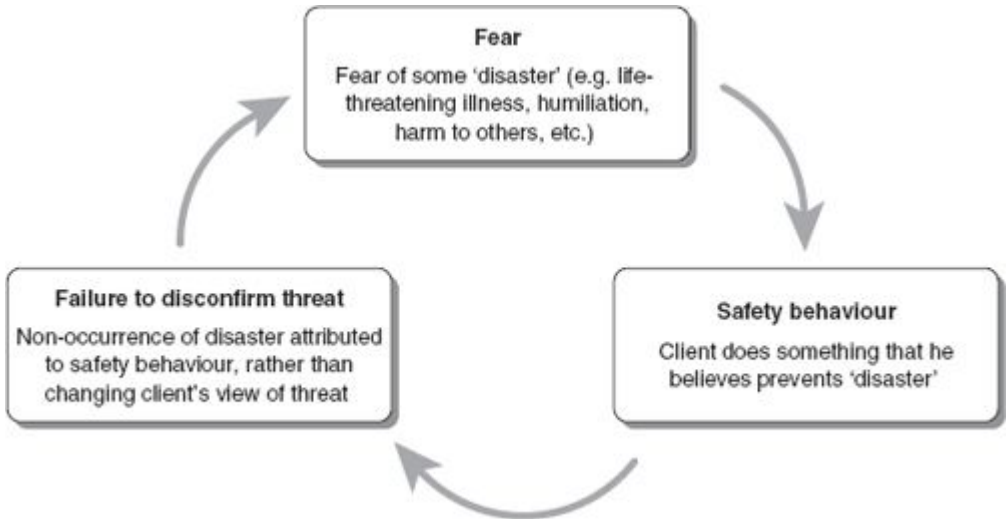 Fear
Fear of some ‘disaster’ (e.g. life-
threatening illness, humiliation,
harm to others, etc.)
Safety behaviour
Client does something that he
believes prevents ‘disaster’
Failure to disconfirm threat
Non-occurrence of disaster attributed
to safety behaviour, rather than
changing client's view of threat